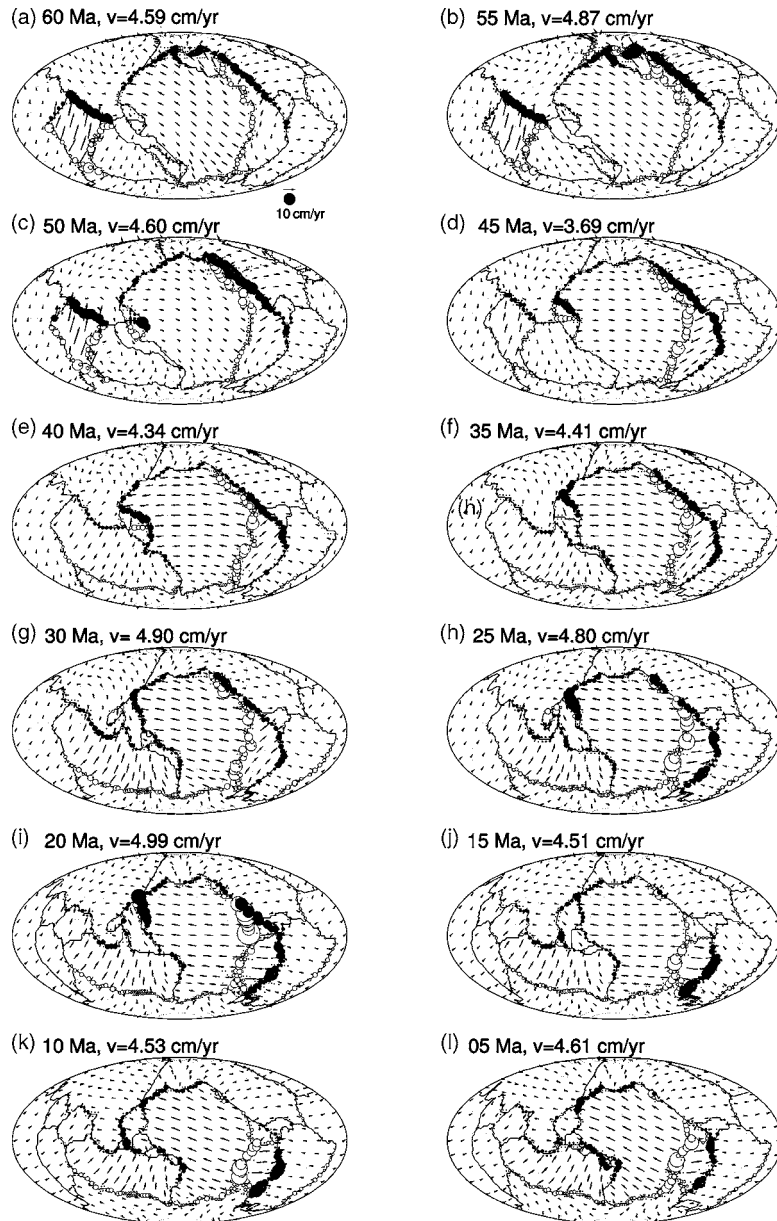 (a) 60 Ma, v=4.59 cm/yr
(b) 55 Ma, v=4.87 cm/yr
10 cm/yr
(c) 50 Ma, v=4.60 cm/yr
(d) 45 Ma, v=3.69 cm/yr
(e) 40 Ma, v=4.34 cm/yr
(f) 35 Ma, v=4.41 cm/yr
(h)
(g) 30 Ma, v= 4.90 cm/yr
(h) 25 Ma, v=4.80 cm/yr
(i) 20 Ma, v=4.99 cm/yr
(j) 15 Ma, v=4.51 cm/yr
(k) 10 Ma, v=4.53 cm/yr
(l) 05 Ma, v=4.61 cm/yr